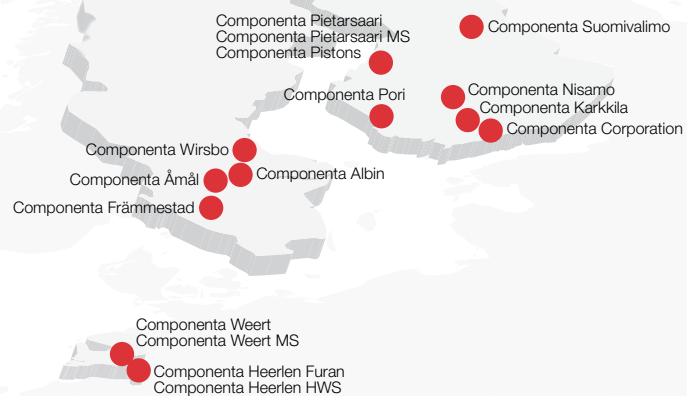 Componenta Pietarsaari
Componenta Pietarsaari MS
Componenta Pistons
Componenta Suomivalimo
Componenta Pori
Componenta Nisamo
Componenta Karkkila
Componenta Corporation
Componenta Wirsbo
Componenta Albin
Componenta Åmål
Componenta Främmestad
Componenta Weert
Componenta Weert MS
Componenta Heerlen Furan
Componenta Heerlen HWS